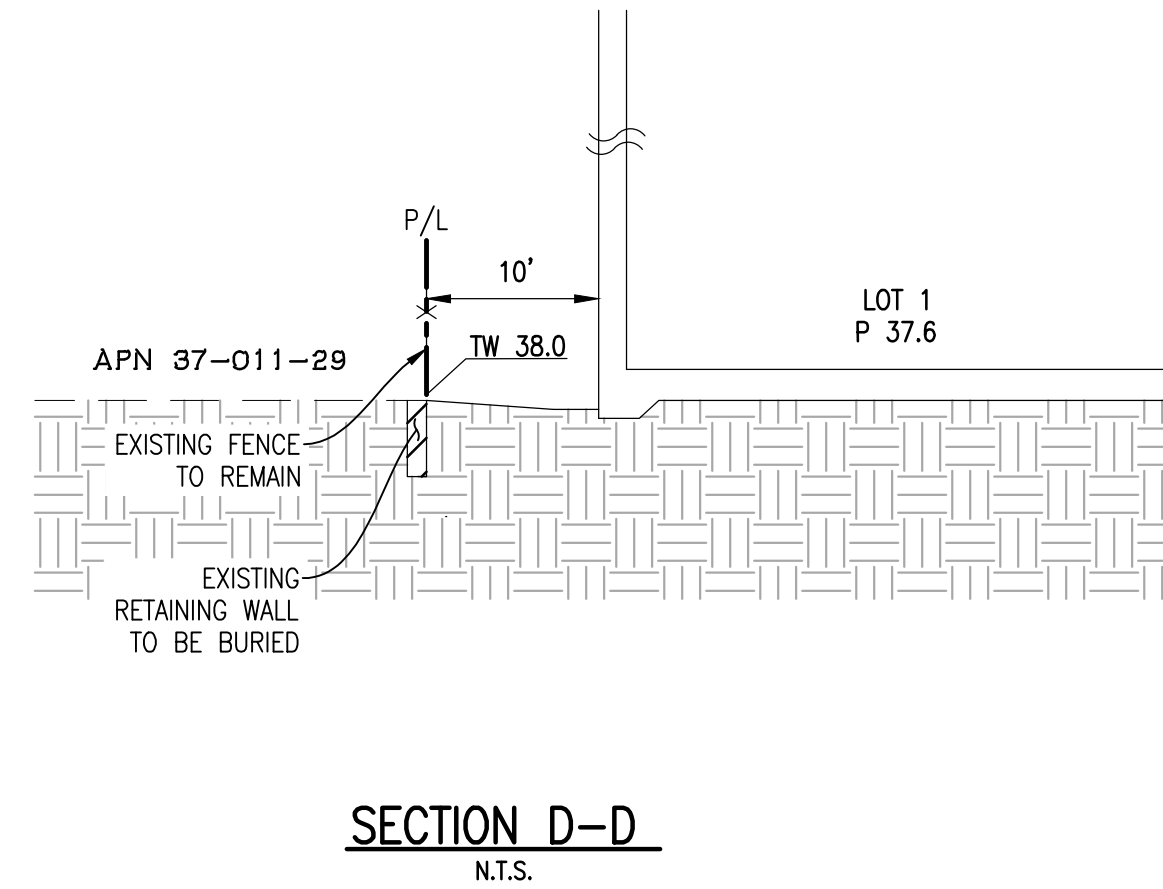 P/L
10'
LOT 1
P 37.6
TW 38.0
APN 37-011-29
EXISTING FENCE
TO REMAIN
EXISTING
RETAINING WALL
TO BE BURIED
SECTION D-D
N.T.S.